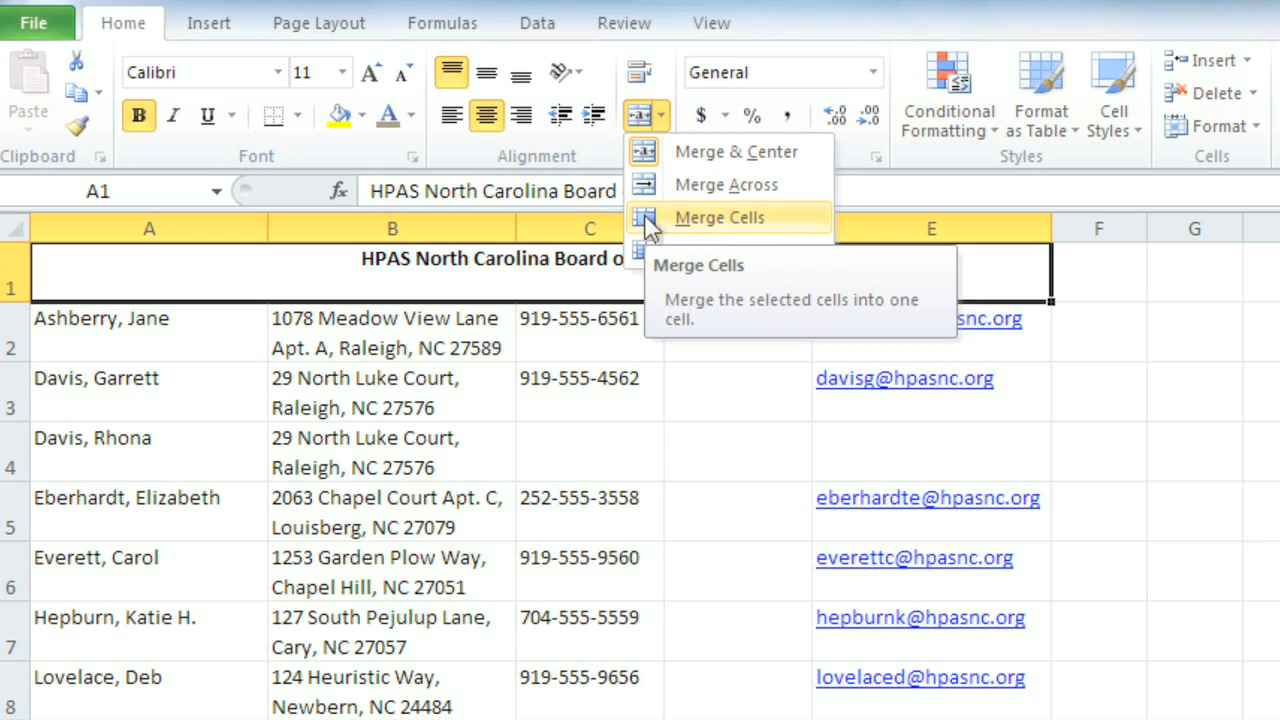 File Home Insert Page Layout Formulas Data Review View
Calibri 11 A A General
Paste B I U A $ % , .0 .00 .00 .0
Conditional Formatting Format as Table Cell Styles
Insert
Delete
Format
Clipboard Font Alignment Styles Cells
Merge & Center
Merge Across
Merge Cells
Merge Cells
Merge the selected cells into one
cell.
A1 fx HPAS North Carolina Board
A B C E F G
1 HPAS North Carolina Board
2 Ashberry, Jane 1078 Meadow View Lane 919-555-6561 snc.org
Apt. A, Raleigh, NC 27589
3 Davis, Garrett 29 North Luke Court, 919-555-4562 davisg@hpasnc.org
Raleigh, NC 27576
4 Davis, Rhona 29 North Luke Court,
Raleigh, NC 27576
5 Eberhardt, Elizabeth 2063 Chapel Court Apt. C, 252-555-3558 eberhardte@hpasnc.org
Louisberg, NC 27079
6 Everett, Carol 1253 Garden Plow Way, 919-555-9560 everettc@hpasnc.org
Chapel Hill, NC 27051
7 Hepburn, Katie H. 127 South Pejulup Lane, 704-555-5559 hepburnk@hpasnc.org
Cary, NC 27057
8 Lovelace, Deb 124 Heuristic Way, 919-555-9656 lovelaced@hpasnc.org
Newbern, NC 24484